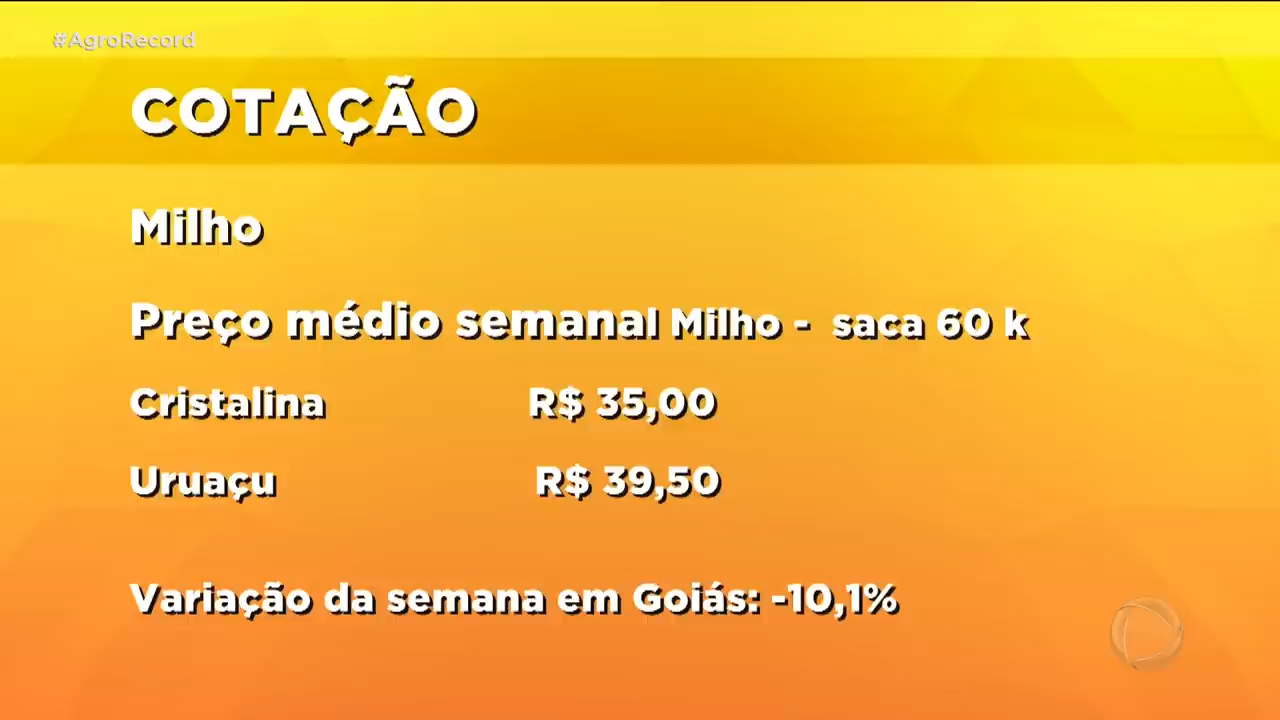 #AgroRecord
COTAÇÃO
Milho
Preço médio semanal Milho - saca 60 k
Cristalina R$ 35,00
Uruaçu R$ 39,50
Variação da semana em Goiás: -10,1%